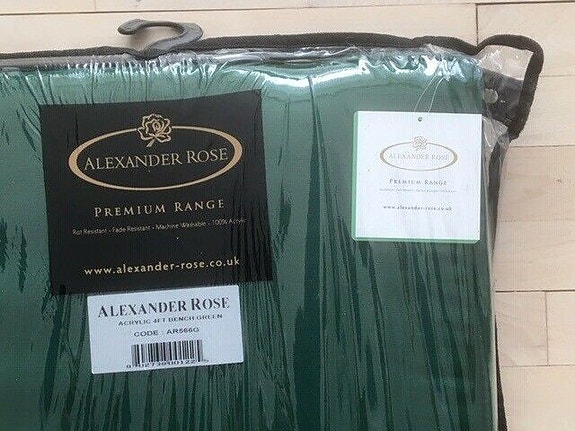 ALEXANDER ROSE
PREMIUM RANGE
Rot Resistant - Fade Resistant - Machine Washable - 100% Acrylic
www.alexander-rose.co.uk
ALEXANDER ROSE
ACRYLIC 4FT BENCH GREEN
CODE : AR566G
ALEXANDER ROSE
PREMIUM RANGE
www.alexander-rose.co.uk